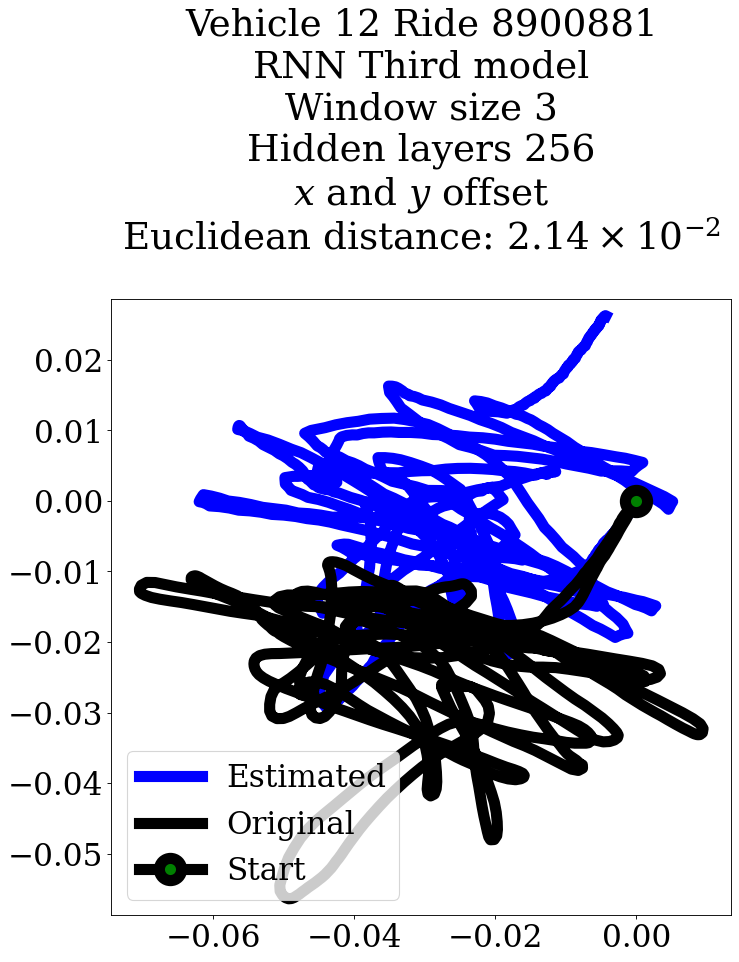 Vehicle 12 Ride 8900881
RNN Third model
Window size 3
Hidden layers 256
x and y offset
Euclidean distance: 2.14 × 10⁻²
0.02
0.01
0.00
−0.01
−0.02
−0.03
−0.04
−0.05
Estimated
Original
Start
−0.06 −0.04 −0.02 0.00